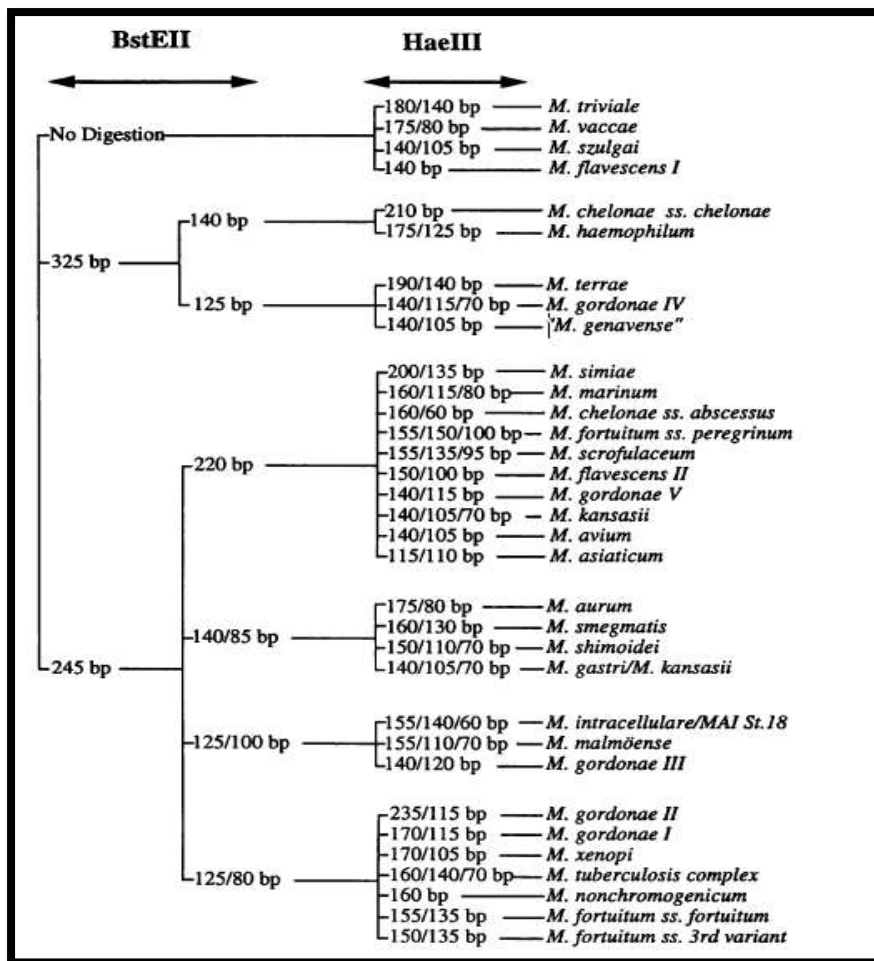 BstEII HaeIII
180/140 bp M. triviale
175/80 bp M. vaccae
No Digestion
140/105 bp M. szulgai
140 bp M. flavescens I
210 bp M. chelonae ss. chelonae
140 bp
175/125 bp M. haemophilum
325 bp
190/140 bp M. terrae
125 bp 140/115/70 bp M. gordonae IV
140/105 bp "M. genavense"
200/135 bp M. simiae
160/115/80 bp M. marinum
160/60 bp M. chelonae ss. abscessus
155/150/100 bp M. fortuitum ss. peregrinum
155/135/95 bp M. scrofulaceum
220 bp
150/100 bp M. flavescens II
140/115 bp M. gordonae V
140/105/70 bp M. kansasii
140/105 bp M. avium
115/110 bp M. asiaticum
175/80 bp M. aurum
160/130 bp M. smegmatis
140/85 bp
150/110/70 bp M. shimoidei
245 bp 140/105/70 bp M. gastri/M. kansasii
155/140/60 bp M. intracellulare/MAI St.18
125/100 bp 155/110/70 bp M. malmöense
140/120 bp M. gordonae III
235/115 bp M. gordonae II
170/115 bp M. gordonae I
170/105 bp M. xenopi
125/80 bp 160/140/70 bp M. tuberculosis complex
160 bp M. nonchromogenicum
155/135 bp M. fortuitum ss. fortuitum
150/135 bp M. fortuitum ss. 3rd variant